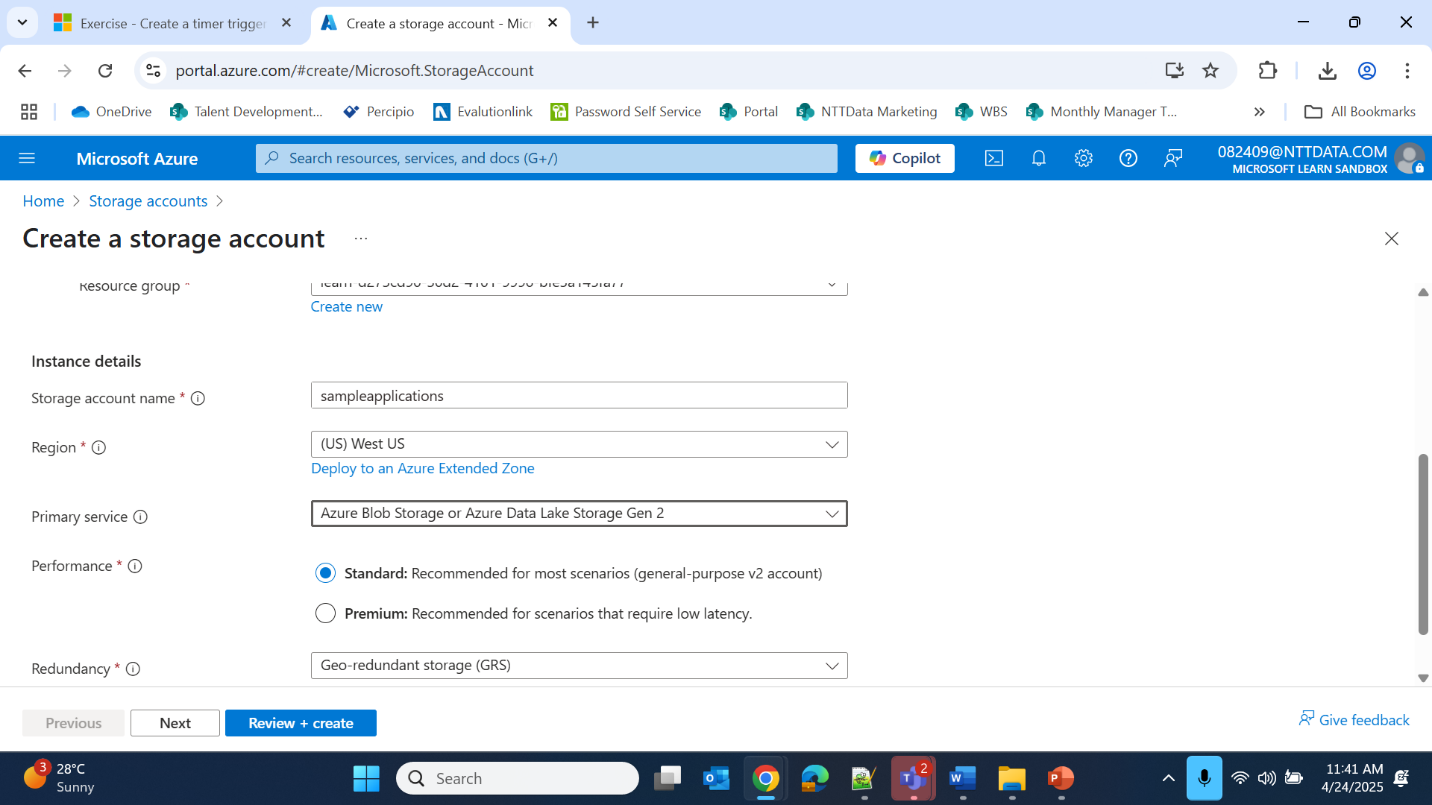 Exercise - Create a timer trigger
Create a storage account - Micr
portal.azure.com/#create/Microsoft.StorageAccount
OneDrive
Talent Development...
Percipio
Evalutionlink
Password Self Service
Portal
NTTData Marketing
WBS
Monthly Manager T...
All Bookmarks
Microsoft Azure
Search resources, services, and docs (G+/)
Copilot
082409@NTTDATA.COM
MICROSOFT LEARN SANDBOX
Home > Storage accounts >
Create a storage account ...
Resource group *
Create new
Instance details
Storage account name *
sampleapplications
Region *
(US) West US
Deploy to an Azure Extended Zone
Primary service
Azure Blob Storage or Azure Data Lake Storage Gen 2
Performance *
Standard: Recommended for most scenarios (general-purpose v2 account)
Premium: Recommended for scenarios that require low latency.
Redundancy *
Geo-redundant storage (GRS)
Previous
Next
Review + create
Give feedback
3
28°C
Sunny
Search
2
11:41 AM
4/24/2025